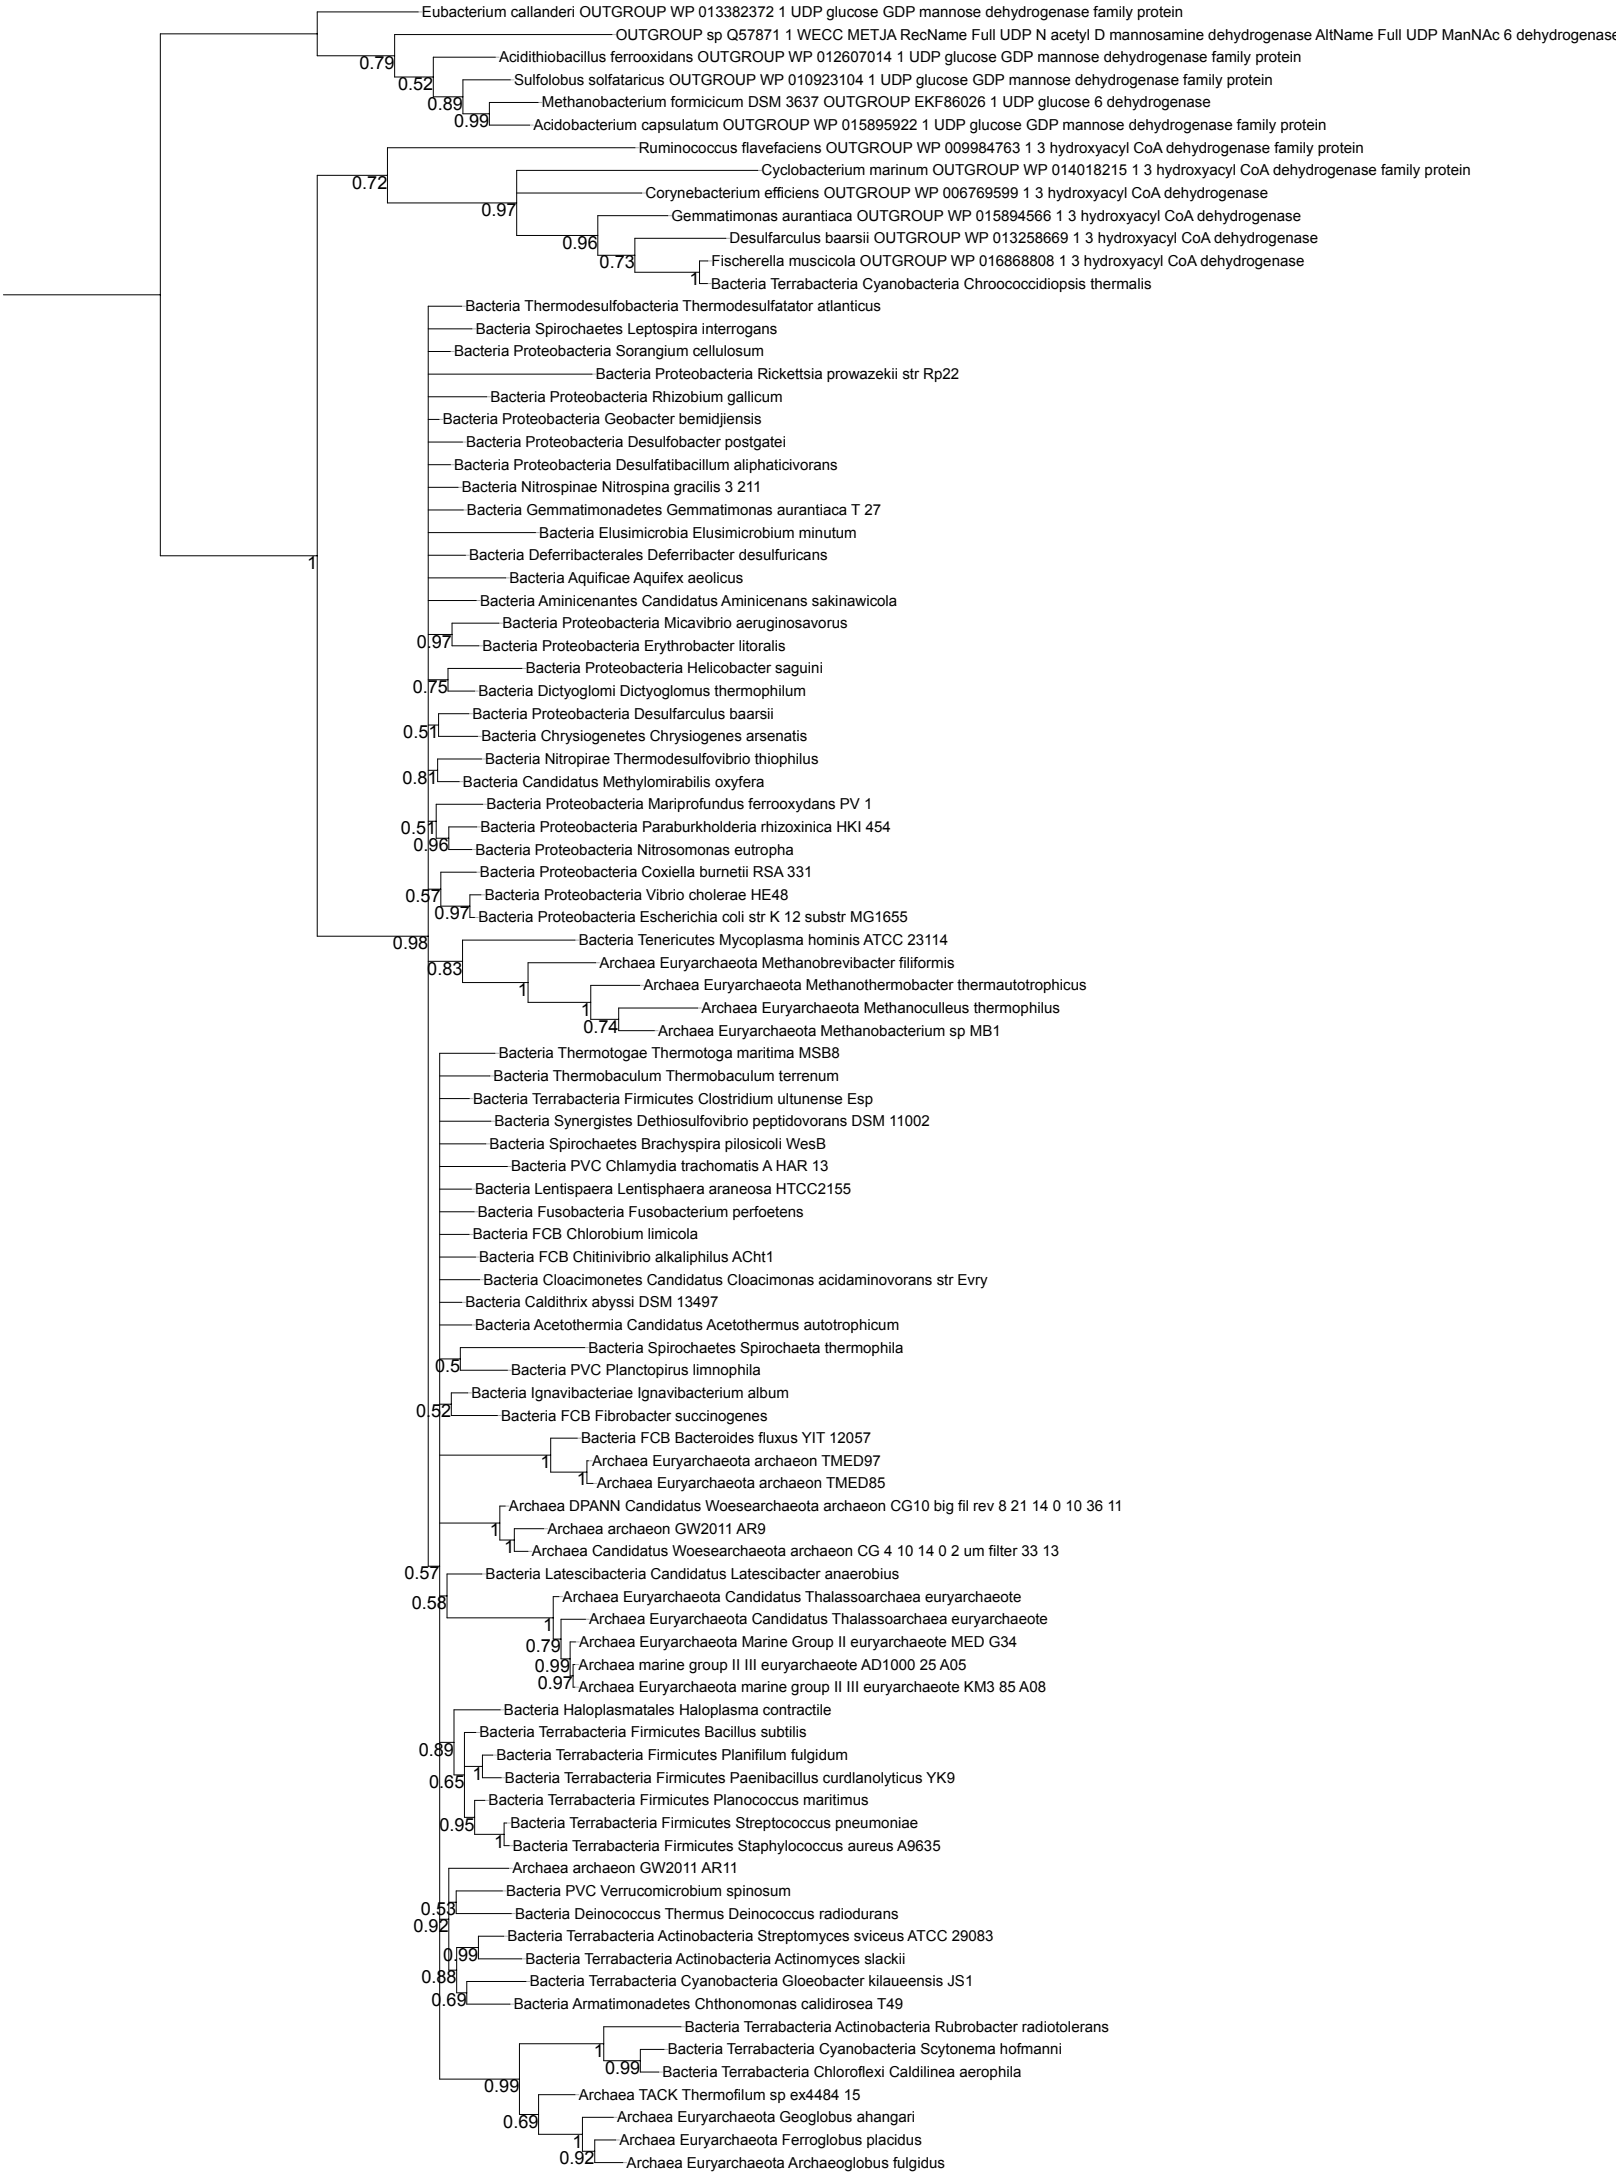 Eubacterium callanderi OUTGROUP WP 013382372 1 UDP glucose GDP mannose dehydrogenase family protein
OUTGROUP sp Q57871 1 WECC METJA RecName Full UDP N acetyl D mannosamine dehydrogenase AltName Full UDP ManNAc 6 dehydrogenase
0.79
Acidithiobacillus ferrooxidans OUTGROUP WP 012607014 1 UDP glucose GDP mannose dehydrogenase family protein
0.52
Sulfolobus solfataricus OUTGROUP WP 010923104 1 UDP glucose GDP mannose dehydrogenase family protein
0.89
Methanobacterium formicicum DSM 3637 OUTGROUP EKF86026 1 UDP glucose 6 dehydrogenase
0.99
Acidobacterium capsulatum OUTGROUP WP 015895922 1 UDP glucose GDP mannose dehydrogenase family protein
Ruminococcus flavefaciens OUTGROUP WP 009984763 1 3 hydroxyacyl CoA dehydrogenase family protein
0.72
Cyclobacterium marinum OUTGROUP WP 014018215 1 3 hydroxyacyl CoA dehydrogenase family protein
Corynebacterium efficiens OUTGROUP WP 006769599 1 3 hydroxyacyl CoA dehydrogenase
0.97
Gemmatimonas aurantiaca OUTGROUP WP 015894566 1 3 hydroxyacyl CoA dehydrogenase
0.96
Desulfarculus baarsii OUTGROUP WP 013258669 1 3 hydroxyacyl CoA dehydrogenase
0.73
Fischerella muscicola OUTGROUP WP 016868808 1 3 hydroxyacyl CoA dehydrogenase
1
Bacteria Terrabacteria Cyanobacteria Chroococcidiopsis thermalis
Bacteria Thermodesulfobacteria Thermodesulfatator atlanticus
Bacteria Spirochaetes Leptospira interrogans
Bacteria Proteobacteria Sorangium cellulosum
Bacteria Proteobacteria Rickettsia prowazekii str Rp22
Bacteria Proteobacteria Rhizobium gallicum
Bacteria Proteobacteria Geobacter bemidjiensis
Bacteria Proteobacteria Desulfobacter postgatei
Bacteria Proteobacteria Desulfatibacillum aliphaticivorans
Bacteria Nitrospinae Nitrospina gracilis 3 211
Bacteria Gemmatimonadetes Gemmatimonas aurantiaca T 27
Bacteria Elusimicrobia Elusimicrobium minutum
Bacteria Deferribacterales Deferribacter desulfuricans
1
Bacteria Aquificae Aquifex aeolicus
Bacteria Aminicenantes Candidatus Aminicenans sakinawicola
Bacteria Proteobacteria Micavibrio aeruginosavorus
0.97
Bacteria Proteobacteria Erythrobacter litoralis
Bacteria Proteobacteria Helicobacter saguini
0.75
Bacteria Dictyoglomi Dictyoglomus thermophilum
Bacteria Proteobacteria Desulfarculus baarsii
0.51
Bacteria Chrysiogenetes Chrysiogenes arsenatis
Bacteria Nitropirae Thermodesulfovibrio thiophilus
0.81
Bacteria Candidatus Methylomirabilis oxyfera
Bacteria Proteobacteria Mariprofundus ferrooxydans PV 1
0.51
Bacteria Proteobacteria Paraburkholderia rhizoxinica HKI 454
0.96
Bacteria Proteobacteria Nitrosomonas eutropha
Bacteria Proteobacteria Coxiella burnetii RSA 331
0.57
Bacteria Proteobacteria Vibrio cholerae HE48
0.97
Bacteria Proteobacteria Escherichia coli str K 12 substr MG1655
0.98
Bacteria Tenericutes Mycoplasma hominis ATCC 23114
0.83
Archaea Euryarchaeota Methanobrevibacter filiformis
1
Archaea Euryarchaeota Methanothermobacter thermautotrophicus
1
Archaea Euryarchaeota Methanoculleus thermophilus
0.74
Archaea Euryarchaeota Methanobacterium sp MB1
Bacteria Thermotogae Thermotoga maritima MSB8
Bacteria Thermobaculum Thermobaculum terrenum
Bacteria Terrabacteria Firmicutes Clostridium ultunense Esp
Bacteria Synergistes Dethiosulfovibrio peptidovorans DSM 11002
Bacteria Spirochaetes Brachyspira pilosicoli WesB
Bacteria PVC Chlamydia trachomatis A HAR 13
Bacteria Lentispaera Lentisphaera araneosa HTCC2155
Bacteria Fusobacteria Fusobacterium perfoetens
Bacteria FCB Chlorobium limicola
Bacteria FCB Chitinivibrio alkaliphilus ACht1
Bacteria Cloacimonetes Candidatus Cloacimonas acidaminovorans str Evry
Bacteria Caldithrix abyssi DSM 13497
Bacteria Acetothermia Candidatus Acetothermus autotrophicum
Bacteria Spirochaetes Spirochaeta thermophila
0.5
Bacteria PVC Planctopirus limnophila
Bacteria Ignavibacteriae Ignavibacterium album
0.52
Bacteria FCB Fibrobacter succinogenes
Bacteria FCB Bacteroides fluxus YIT 12057
1
Archaea Euryarchaeota archaeon TMED97
1
Archaea Euryarchaeota archaeon TMED85
Archaea DPANN Candidatus Woesearchaeota archaeon CG10 big fil rev 8 21 14 0 10 36 11
1
Archaea archaeon GW2011 AR9
1
Archaea Candidatus Woesearchaeota archaeon CG 4 10 14 0 2 um filter 33 13
0.57
Bacteria Latescibacteria Candidatus Latescibacter anaerobius
0.58
Archaea Euryarchaeota Candidatus Thalassoarchaea euryarchaeote
1
Archaea Euryarchaeota Candidatus Thalassoarchaea euryarchaeote
0.79
Archaea Euryarchaeota Marine Group II euryarchaeote MED G34
0.99
Archaea marine group II III euryarchaeote AD1000 25 A05
0.97
Archaea Euryarchaeota marine group II III euryarchaeote KM3 85 A08
Bacteria Haloplasmatales Haloplasma contractile
0.89
Bacteria Terrabacteria Firmicutes Bacillus subtilis
Bacteria Terrabacteria Firmicutes Planifilum fulgidum
1
0.65
Bacteria Terrabacteria Firmicutes Paenibacillus curdlanolyticus YK9
Bacteria Terrabacteria Firmicutes Planococcus maritimus
0.95
Bacteria Terrabacteria Firmicutes Streptococcus pneumoniae
1
Bacteria Terrabacteria Firmicutes Staphylococcus aureus A9635
Archaea archaeon GW2011 AR11
Bacteria PVC Verrucomicrobium spinosum
0.53
Bacteria Deinococcus Thermus Deinococcus radiodurans
0.92
Bacteria Terrabacteria Actinobacteria Streptomyces sviceus ATCC 29083
0.99
Bacteria Terrabacteria Actinobacteria Actinomyces slackii
0.88
Bacteria Terrabacteria Cyanobacteria Gloeobacter kilaueensis JS1
0.69
Bacteria Armatimonadetes Chthonomonas calidirosea T49
Bacteria Terrabacteria Actinobacteria Rubrobacter radiotolerans
1
Bacteria Terrabacteria Cyanobacteria Scytonema hofmanni
0.99
Bacteria Terrabacteria Chloroflexi Caldilinea aerophila
0.99
Archaea TACK Thermofilum sp ex4484 15
0.69
Archaea Euryarchaeota Geoglobus ahangari
1
Archaea Euryarchaeota Ferroglobus placidus
0.92
Archaea Euryarchaeota Archaeoglobus fulgidus